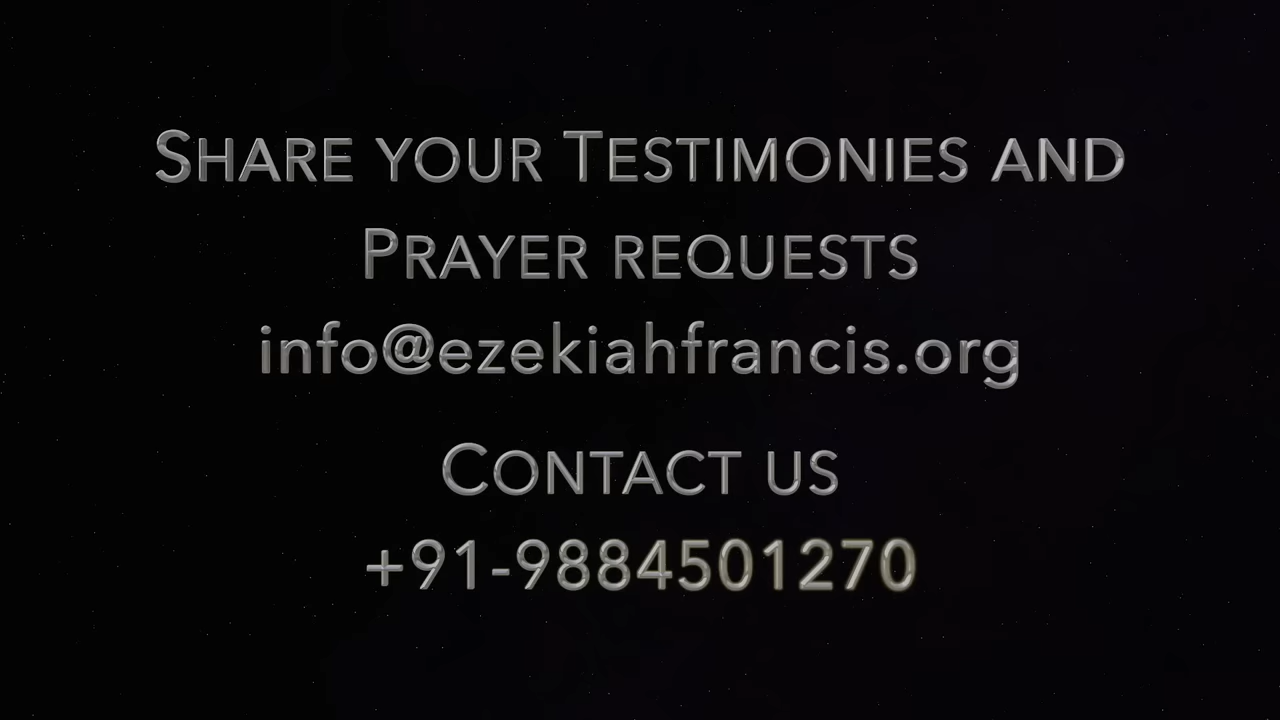 Share your Testimonies and
Prayer requests
info@ezekiahfrancis.org
Contact us
+91-9884501270